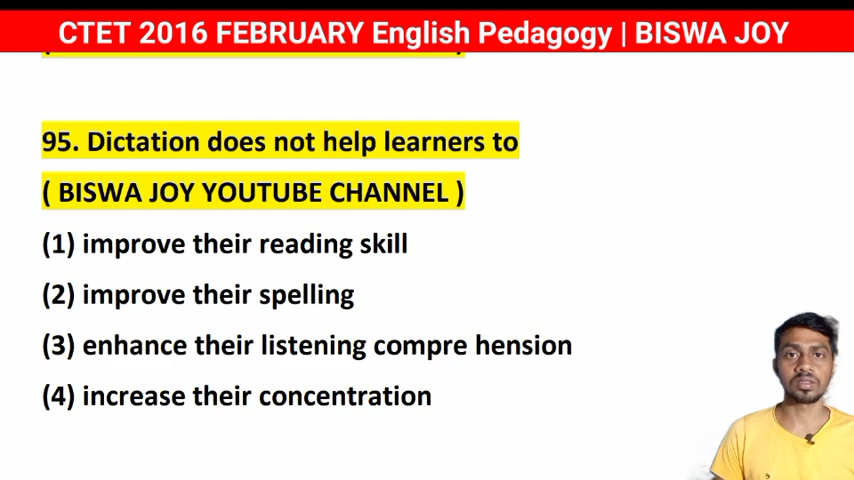 CTET 2016 FEBRUARY English Pedagogy | BISWA JOY
95. Dictation does not help learners to
( BISWA JOY YOUTUBE CHANNEL )
(1) improve their reading skill
(2) improve their spelling
(3) enhance their listening compre hension
(4) increase their concentration